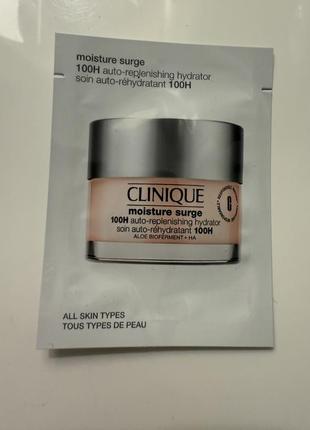 moisture surge
100H auto-replenishing hydrator
soin auto-réhydratant 100H
CLINIQUE
moisture surge
100H auto-replenishing hydrator
soin auto-réhydratant 100H
ALOE BIOFERMENT + HA
ALL SKIN TYPES
TOUS TYPES DE PEAU